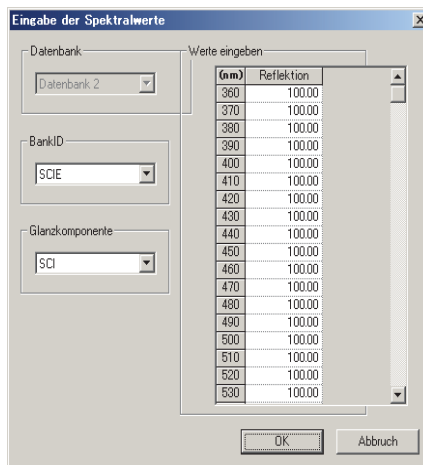 Eingabe der Spektralwerte
Datenbank
Datenbank 2
BankID
SCIE
Glanzkomponente
SCI
Werte eingeben
(nm) Reflektion
360 100.00
370 100.00
380 100.00
390 100.00
400 100.00
410 100.00
420 100.00
430 100.00
440 100.00
450 100.00
460 100.00
470 100.00
480 100.00
490 100.00
500 100.00
510 100.00
520 100.00
530 100.00
OK Abbruch